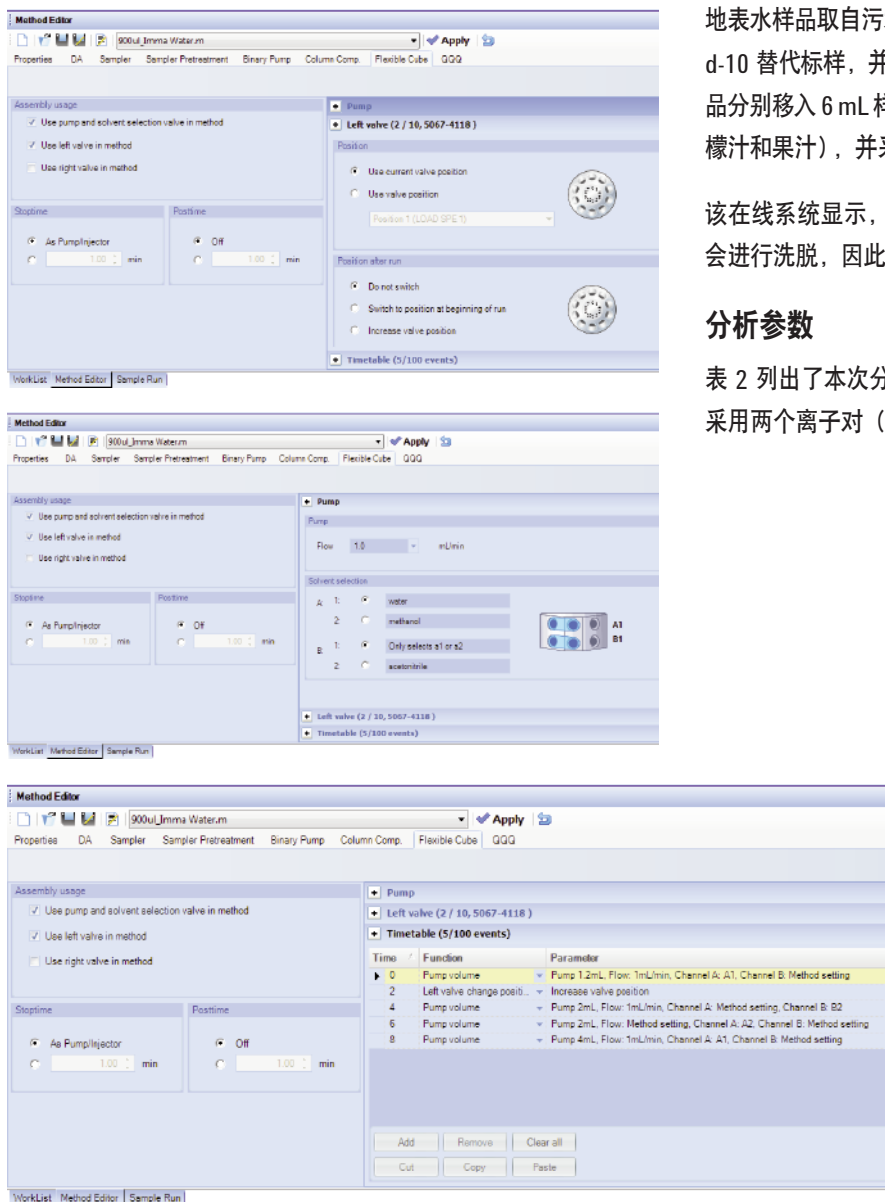 Method Editor
900ul_Imma Water.m
Apply
Properties DA Sampler Sampler Pretreatment Binary Pump Column Comp. Flexible Cube QQQ
Assembly usage
Use pump and solvent selection valve in method
Use left valve in method
Use right valve in method
Stoptime
Posttime
As Pump/Injector
Off
1.00 min
1.00 min
Pump
Left valve (2 / 10, 5067-4118 )
Position
Use current valve position
Use valve position
Position 1 (LOAD SPE 1)
Position after run
Do not switch
Switch to position at beginning of run
Increase valve position
Timetable (5/100 events)
WorkList Method Editor Sample Run
Method Editor
900ul_Imma Water.m
Apply
Properties DA Sampler Sampler Pretreatment Binary Pump Column Comp. Flexible Cube QQQ
Assembly usage
Use pump and solvent selection valve in method
Use left valve in method
Use right valve in method
Stoptime
Posttime
As Pump/Injector
Off
1.00 min
1.00 min
Pump
Pump
Flow 1.0 mL/min
Solvent selection
A: 1: water
2: methanol
B: 1: Only selects a1 or a2
2: acetonitrile
A1
B1
Left valve (2 / 10, 5067-4118 )
Timetable (5/100 events)
WorkList Method Editor Sample Run
Method Editor
900ul_Imma Water.m
Apply
Properties DA Sampler Sampler Pretreatment Binary Pump Column Comp. Flexible Cube QQQ
Assembly usage
Use pump and solvent selection valve in method
Use left valve in method
Use right valve in method
Stoptime
Posttime
As Pump/Injector
Off
1.00 min
1.00 min
Pump
Left valve (2 / 10, 5067-4118 )
Timetable (5/100 events)
Time / Function Parameter
0 Pump volume Pump 1.2mL, Flow: 1mL/min, Channel A: A1, Channel B: Method setting
2 Left valve change positi... Increase valve position
4 Pump volume Pump 2mL, Flow: 1mL/min, Channel A: Method setting, Channel B: B2
6 Pump volume Pump 2mL, Flow: Method setting, Channel A: A2, Channel B: Method setting
8 Pump volume Pump 4mL, Flow: 1mL/min, Channel A: A1, Channel B: Method setting
Add Remove Clear all
Cut Copy Paste
WorkList Method Editor Sample Run
地表水样品取自污
d-10 替代标样，并
品分别移入 6 mL 样
檬汁和果汁），并采
该在线系统显示，
会进行洗脱，因此
分析参数
表 2 列出了本次分
采用两个离子对（